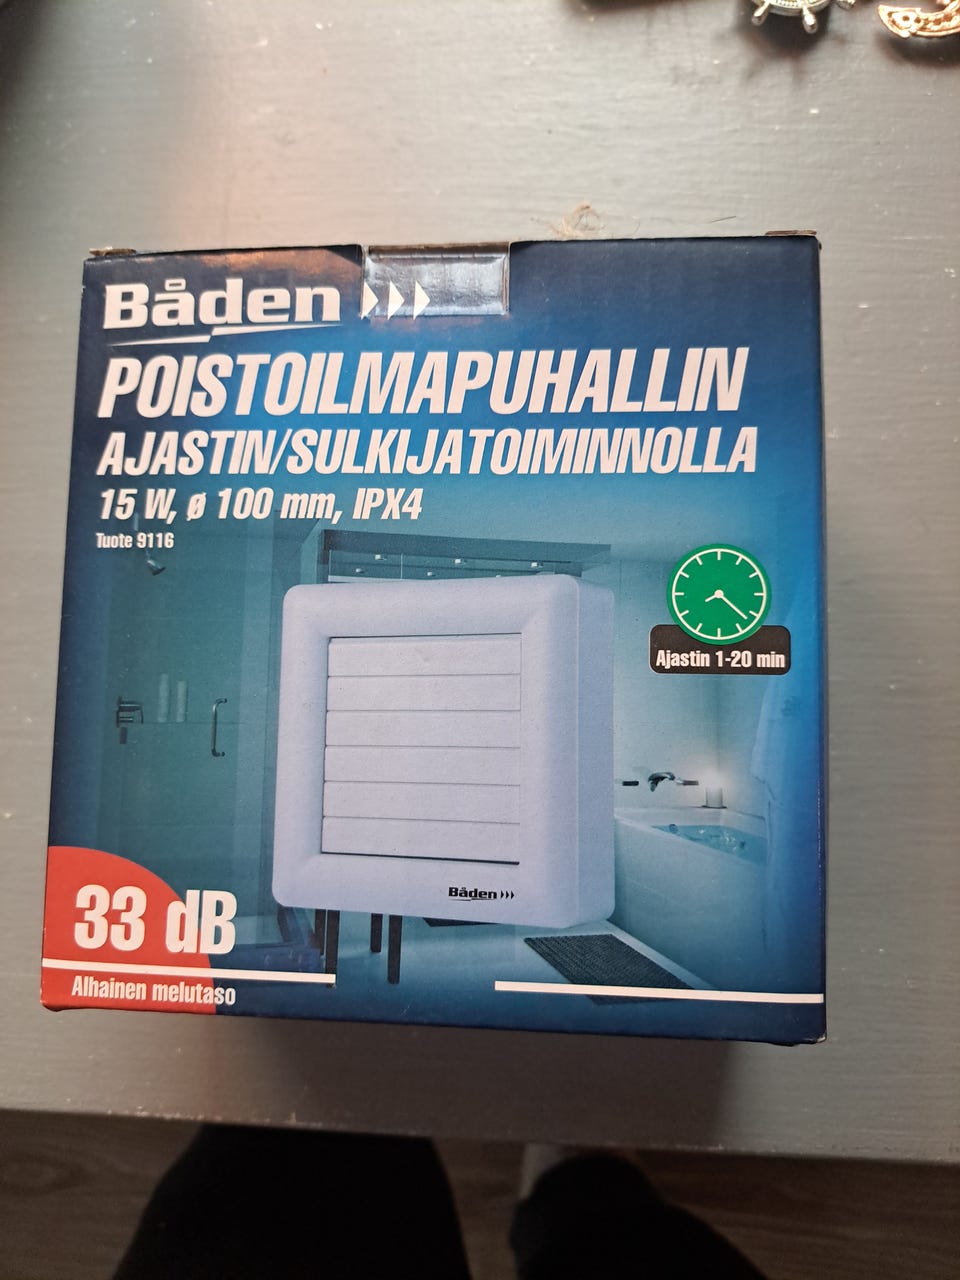 Båden
POISTOILMAPUHALLIN
AJASTIN/SULKIJATOIMINNOLLA
15 W, ø 100 mm, IPX4
Tuote 9116
Ajastin 1-20 min
Båden
33 dB
Alhainen melutaso